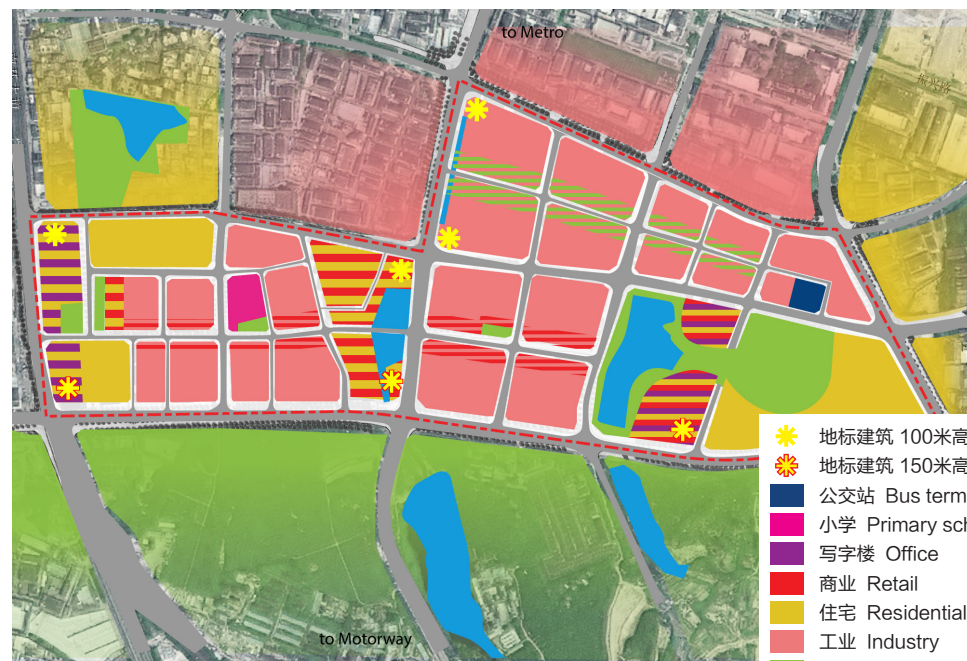 to Metro
地标建筑 100米高
地标建筑 150米高
公交站 Bus term
小学 Primary sch
写字楼 Office
商业 Retail
住宅 Residential
工业 Industry
to Motorway